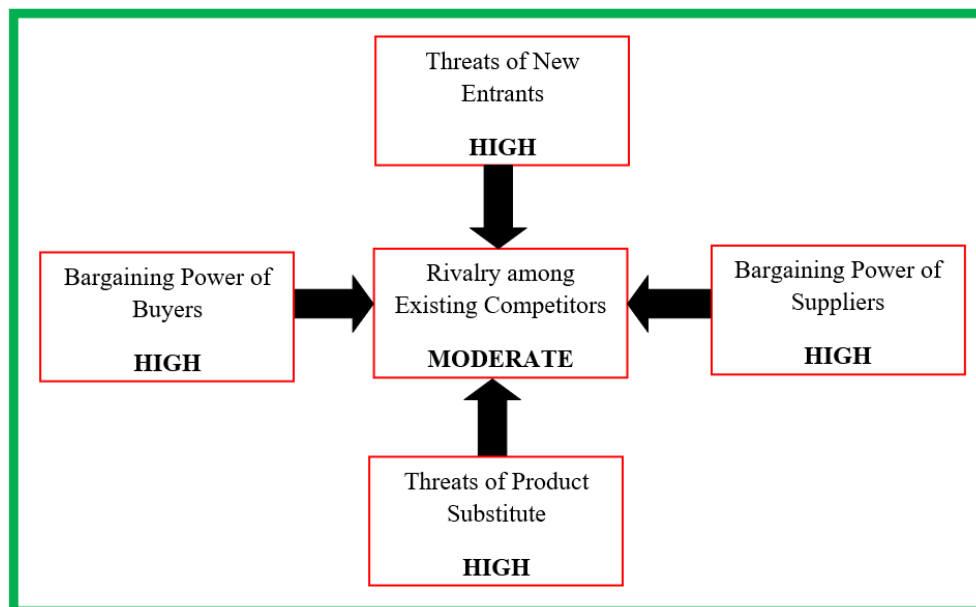 Threats of New
Entrants
HIGH
Bargaining Power of
Buyers
HIGH
Rivalry among
Existing Competitors
MODERATE
Bargaining Power of
Suppliers
HIGH
Threats of Product
Substitute
HIGH